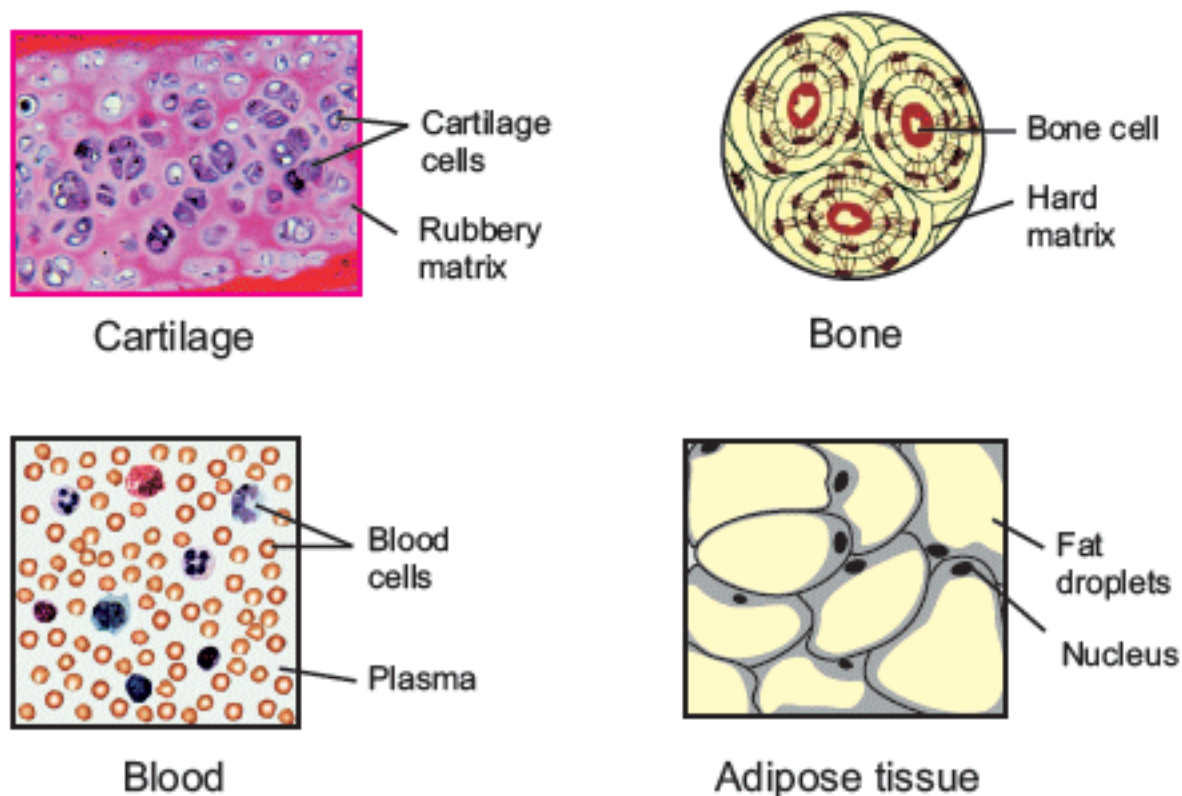 Cartilage
cells
Rubbery
matrix
Cartilage
Bone cell
Hard
matrix
Bone
Blood
cells
Plasma
Blood
Fat
droplets
Nucleus
Adipose tissue